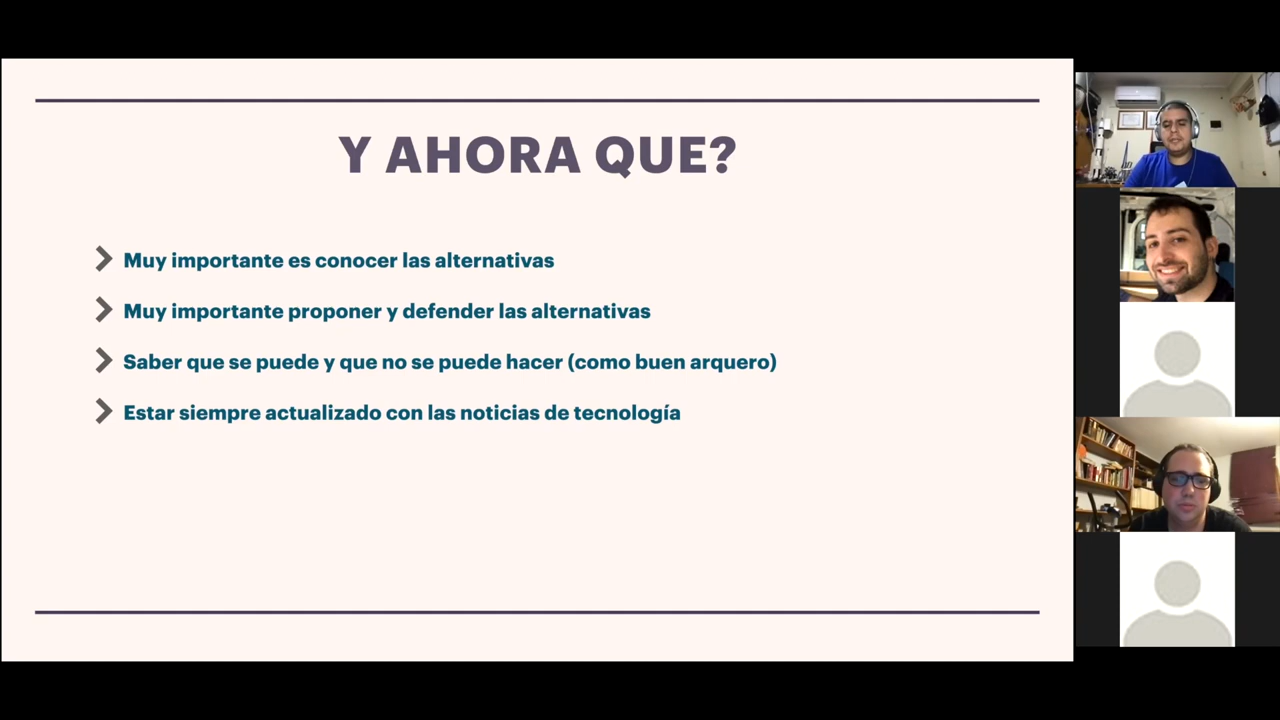 Y AHORA QUE?
Muy importante es conocer las alternativas
Muy importante proponer y defender las alternativas
Saber que se puede y que no se puede hacer (como buen arquero)
Estar siempre actualizado con las noticias de tecnología